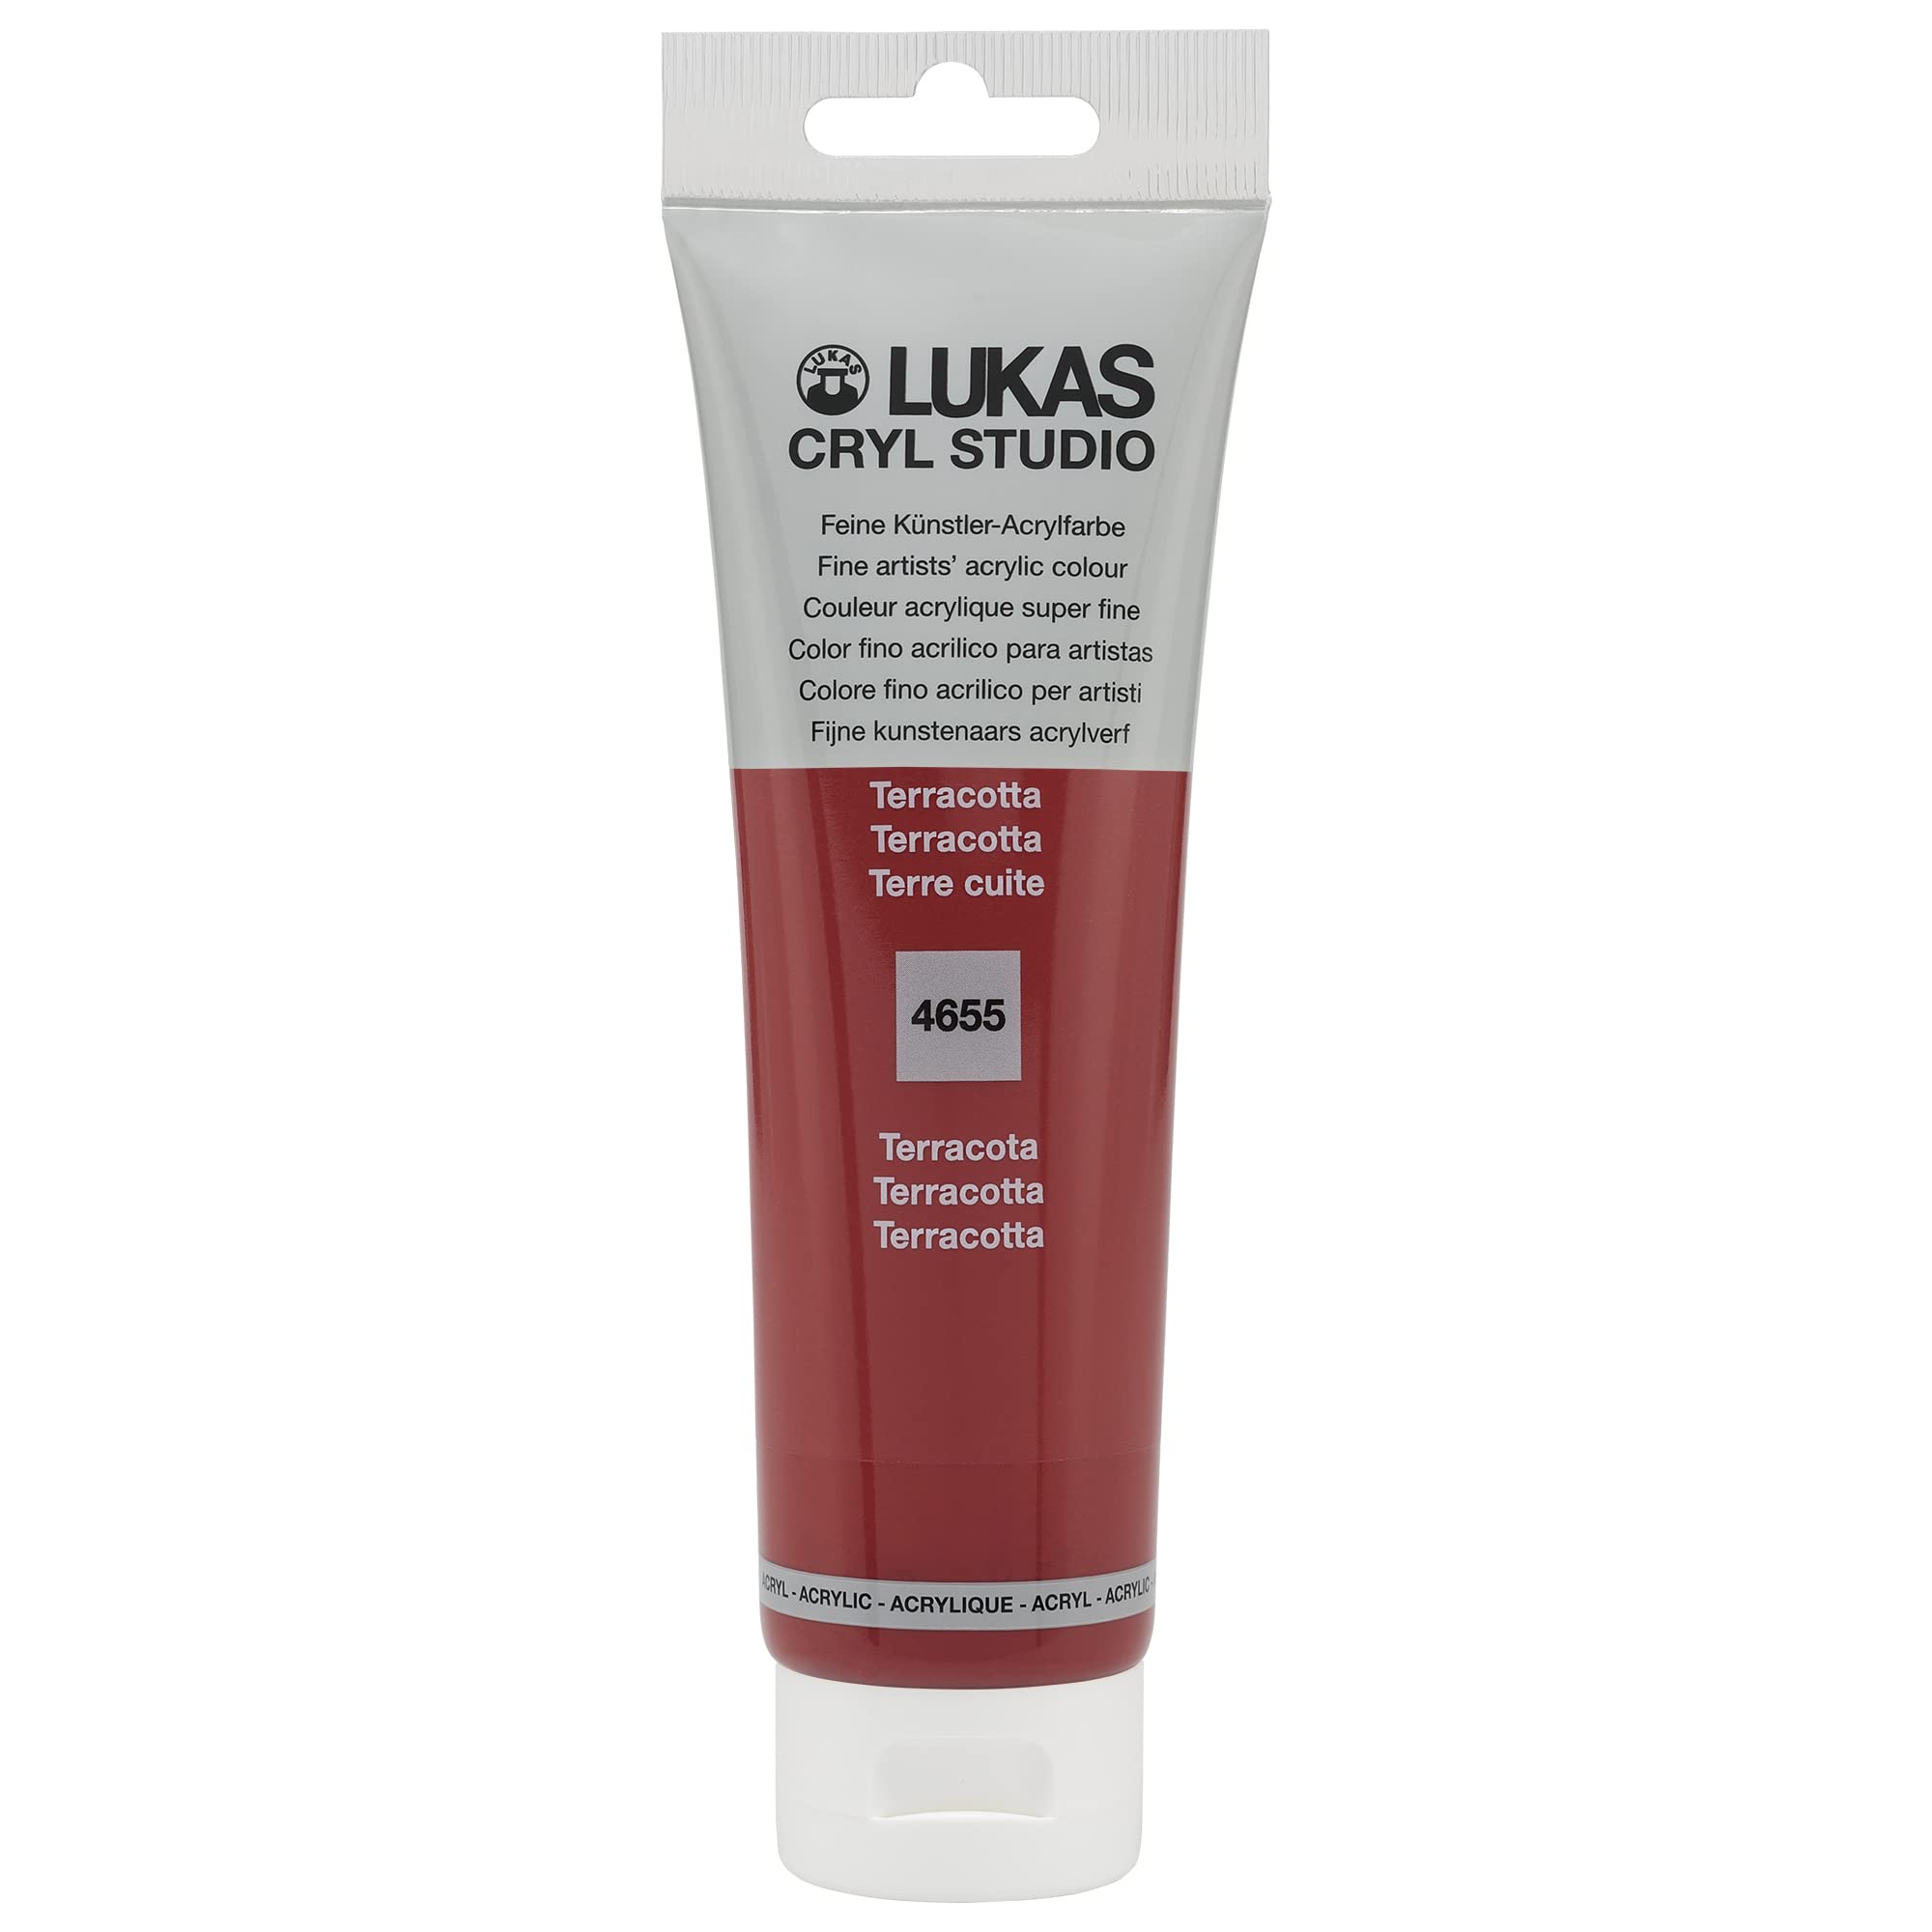 LUKAS
LUKAS
CRYL STUDIO
Feine Künstler-Acrylfarbe
Fine artists’ acrylic colour
Couleur acrylique super fine
Color fino acrilico para artistas
Colore fino acrilico per artisti
Fijne kunstenaars acrylverf
Terracotta
Terracotta
Terre cuite
4655
Terracota
Terracotta
Terracotta
ACRYL - ACRYLIC - ACRYLIQUE - ACRYL - ACRYLIC -